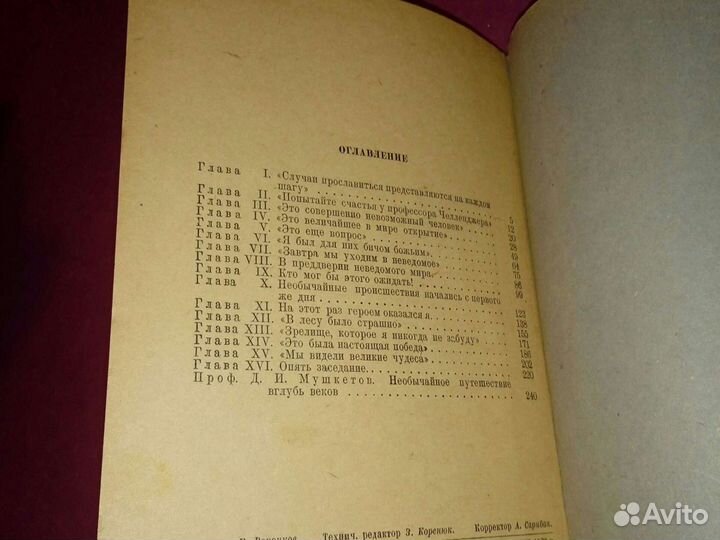 ОГЛАВЛЕНИЕ
Глава I. «Случаи прославиться представляются на каждом
шагу» . . . . . . . . . . . . . . . . . . . . 5
Глава II. «Попытайте счастья у профессора Челленджера» 12
Глава III. «Это совершенно невозможный человек» . . . . 20
Глава IV. «Это величайшее в мире открытие» . . . . . . 28
Глава V. «Это еще вопрос» . . . . . . . . . . . . . . 45
Глава VI. «Я был для них бичом божьим» . . . . . . . . 64
Глава VII. «Завтра мы уходим в неведомое» . . . . . . . 75
Глава VIII. В преддверии неведомого мира . . . . . . . . 86
Глава IX. Кто мог бы этого ожидать! . . . . . . . . . . 99
Глава X. Необычайные происшествия начались с первого
же дня . . . . . . . . . . . . . . . . . . . 123
Глава XI. На этот раз героем оказался я . . . . . . . . 138
Глава XII. «В лесу было страшно» . . . . . . . . . . . 155
Глава XIII. «Зрелище, которое я никогда не забуду» . . . 171
Глава XIV. «Это была настоящая победа» . . . . . . . . 186
Глава XV. «Мы видели великие чудеса» . . . . . . . . . 202
Глава XVI. Опять заседание . . . . . . . . . . . . . . 220
Проф. Д. И. Мушкетов. Необычайное путешествие
вглубь веков . . . . . . . . . . . . . . . . 240
Технич. редактор З. Коренюк. Корректор А. Сарибан.
Avito